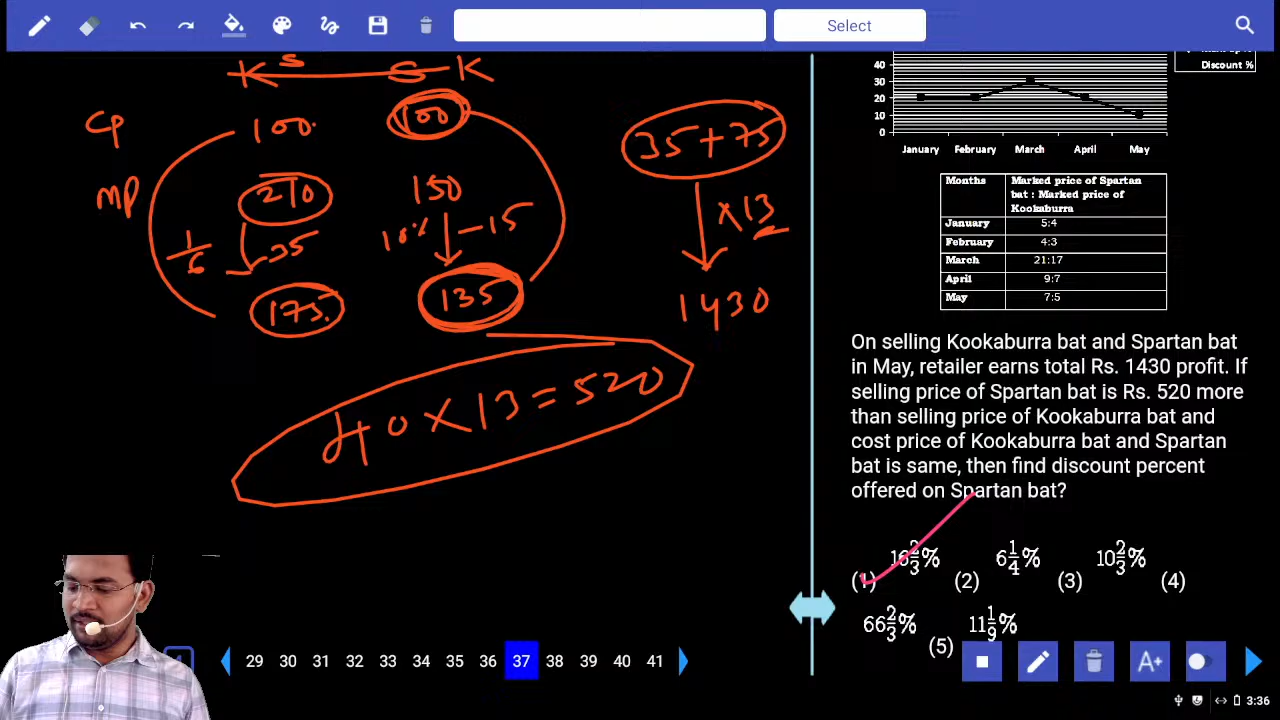 Select
K S S K
CP 100 100 35+75
MP 210 150 ×13
1/6 -35 10% -15
175 135 1430
40×13=520
40
30
20
10
0
January February March April May
Discount %
Months Marked price of Spartan bat : Marked price of Kookaburra
January 5:4
February 4:3
March 21:17
April 9:7
May 7:5
On selling Kookaburra bat and Spartan bat
in May, retailer earns total Rs. 1430 profit. If
selling price of Spartan bat is Rs. 520 more
than selling price of Kookaburra bat and
cost price of Kookaburra bat and Spartan
bat is same, then find discount percent
offered on Spartan bat?
(1) 16 2/3% (2) 6 1/4% (3) 10 2/3% (4)
66 2/3% (5) 11 1/9%
29 30 31 32 33 34 35 36 37 38 39 40 41
A+
3:36